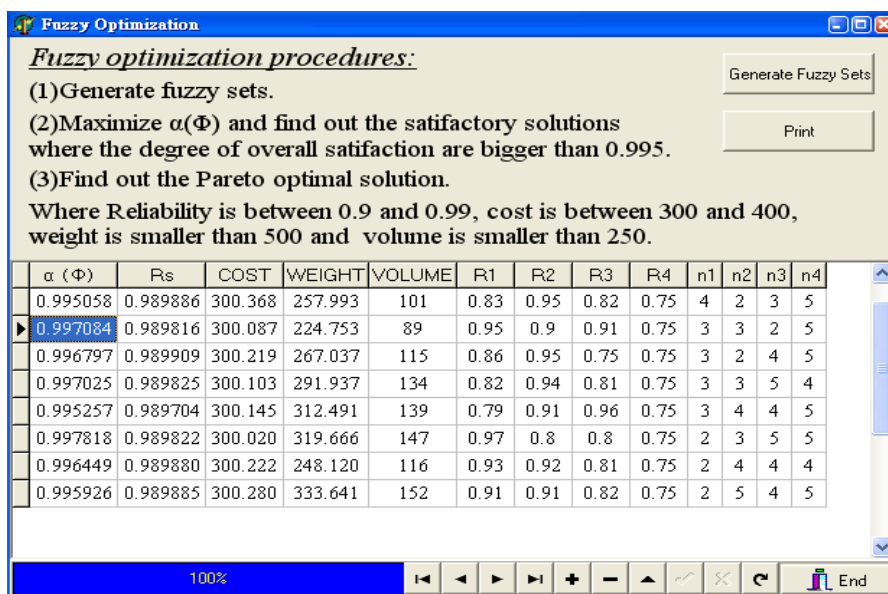 Fuzzy Optimization
Fuzzy optimization procedures:
(1)Generate fuzzy sets.
(2)Maximize α(Φ) and find out the satifactory solutions
where the degree of overall satifaction are bigger than 0.995.
(3)Find out the Pareto optimal solution.
Where Reliability is between 0.9 and 0.99, cost is between 300 and 400,
weight is smaller than 500 and volume is smaller than 250.
Generate Fuzzy Sets
Print
α (Φ) Rs COST WEIGHT VOLUME R1 R2 R3 R4 n1 n2 n3 n4
0.995058 0.989886 300.368 257.993 101 0.83 0.95 0.82 0.75 4 2 3 5
0.997084 0.989816 300.087 224.753 89 0.95 0.9 0.91 0.75 3 3 2 5
0.996797 0.989909 300.219 267.037 115 0.86 0.95 0.75 0.75 3 2 4 5
0.997025 0.989825 300.103 291.937 134 0.82 0.94 0.81 0.75 3 3 5 4
0.995257 0.989704 300.145 312.491 139 0.79 0.91 0.96 0.75 3 4 4 5
0.997818 0.989822 300.020 319.666 147 0.97 0.8 0.8 0.75 2 3 5 5
0.996449 0.989880 300.222 248.120 116 0.93 0.92 0.81 0.75 2 4 4 4
0.995926 0.989885 300.280 333.641 152 0.91 0.91 0.82 0.75 2 5 4 5
100%
End